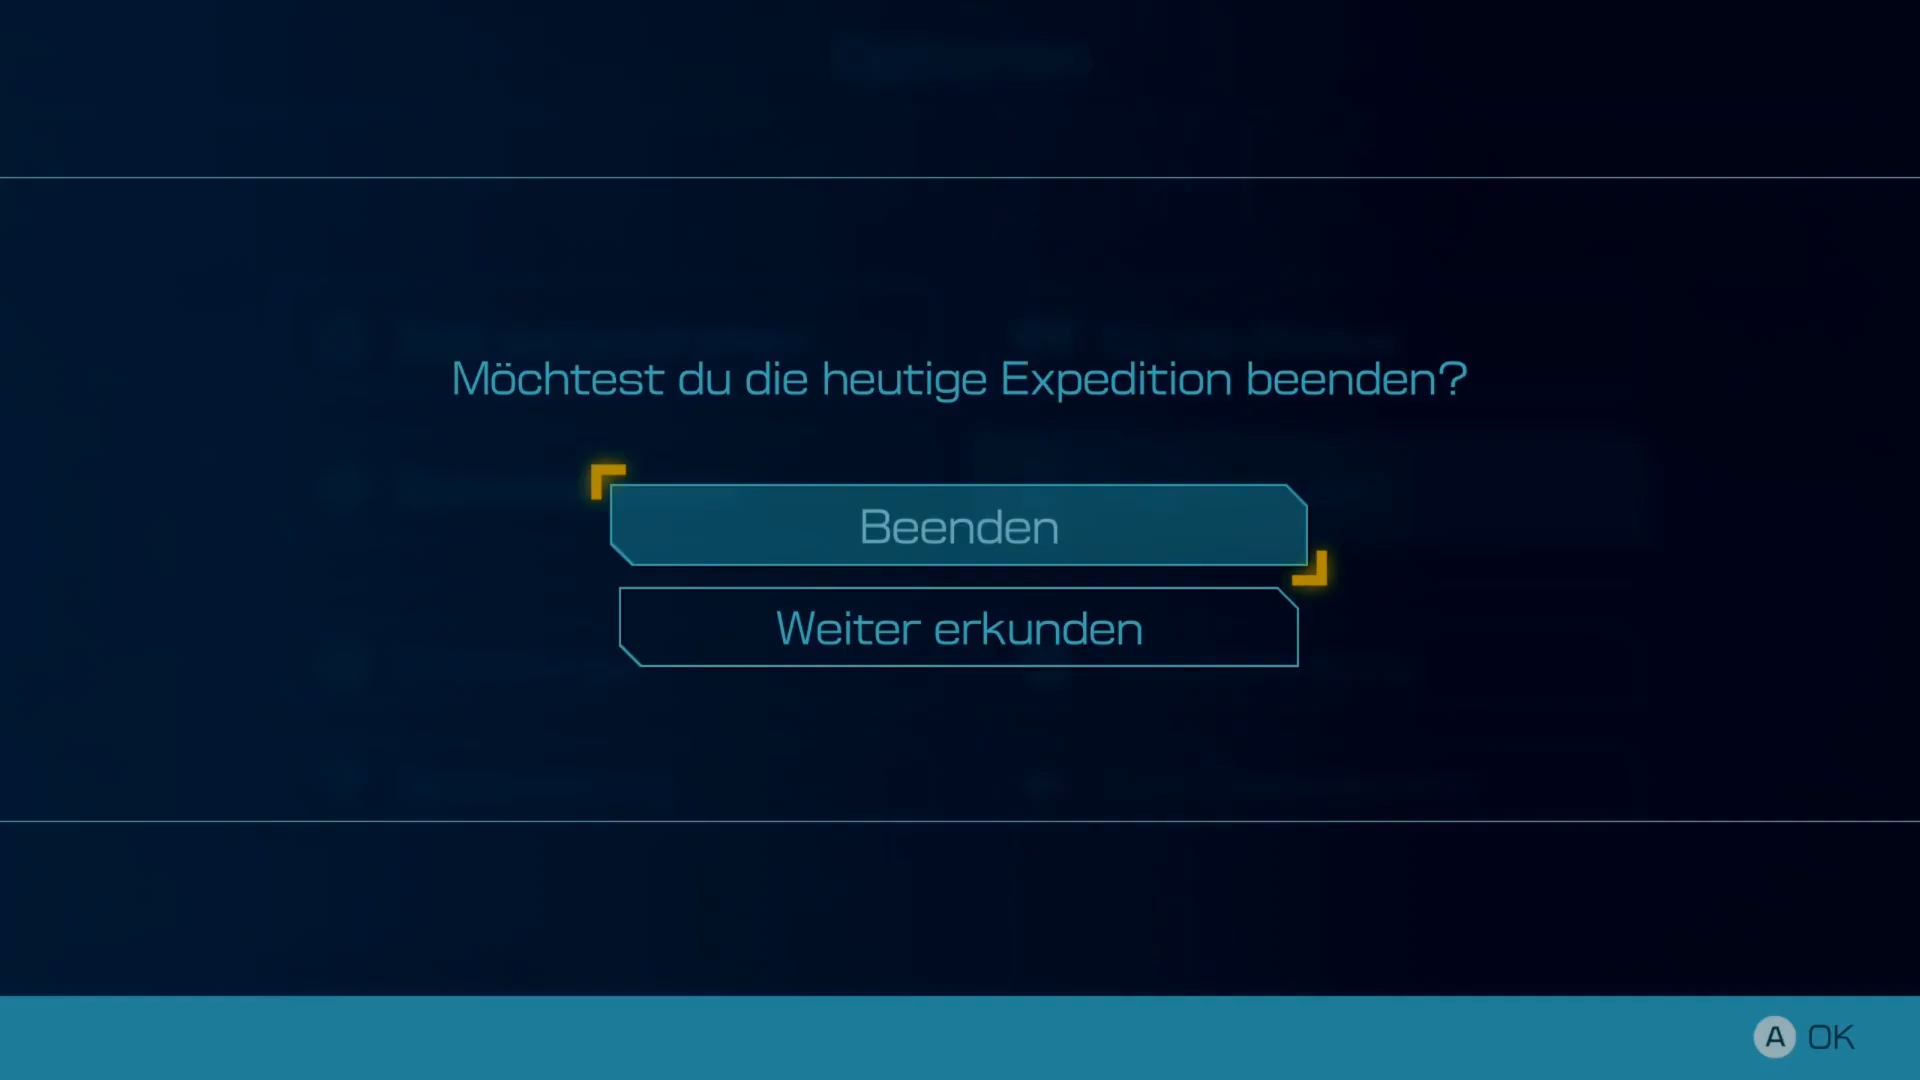 Möchtest du die heutige Expedition beenden?
Beenden
Weiter erkunden
A OK